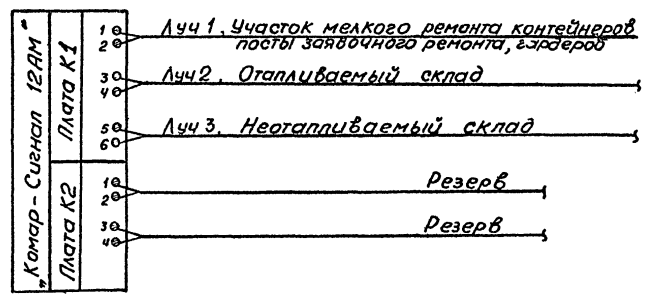 „Комар-Сигнал 12АМ"
Плата К1
1
2
Луч 1. Участок мелкого ремонта контейнеров
посты заявочного ремонта, гардероб
3
4
Луч 2. Отапливаемый склад
5
6
Луч 3. Неотапливаемый склад
Плата К2
1
2
Резерв
3
4
Резерв